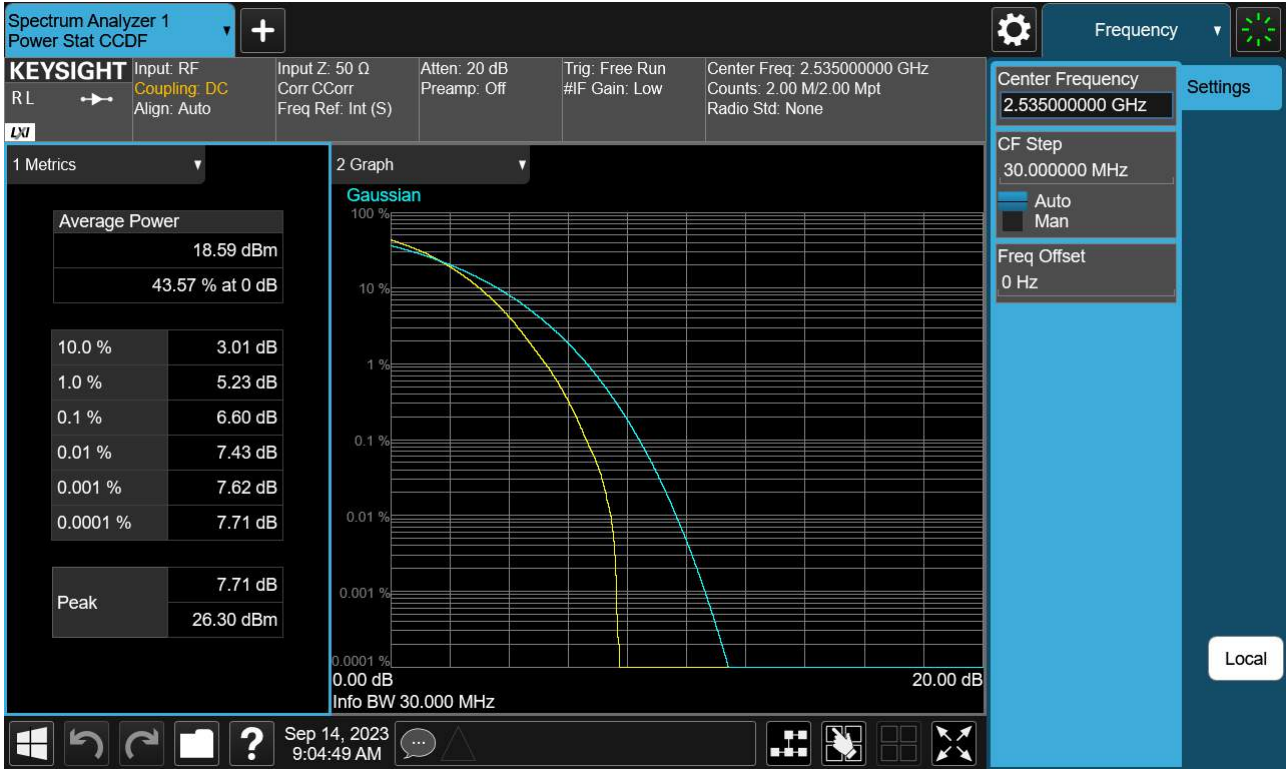 Spectrum Analyzer 1
Power Stat CCDF
+
Frequency
KEYSIGHT
R L
LXI
Input: RF
Coupling: DC
Align: Auto
Input Z: 50 Ω
Corr CCorr
Freq Ref: Int (S)
Atten: 20 dB
Preamp: Off
Trig: Free Run
#IF Gain: Low
Center Freq: 2.535000000 GHz
Counts: 2.00 M/2.00 Mpt
Radio Std: None
Center Frequency
2.535000000 GHz
Settings
CF Step
30.000000 MHz
Auto
Man
Freq Offset
0 Hz
1 Metrics
Average Power
18.59 dBm
43.57 % at 0 dB
10.0 % 3.01 dB
1.0 % 5.23 dB
0.1 % 6.60 dB
0.01 % 7.43 dB
0.001 % 7.62 dB
0.0001 % 7.71 dB
Peak
7.71 dB
26.30 dBm
2 Graph
Gaussian
100 %
10 %
1 %
0.1 %
0.01 %
0.001 %
0.0001 %
0.00 dB 20.00 dB
Info BW 30.000 MHz
Local
?
Sep 14, 2023
9:04:49 AM